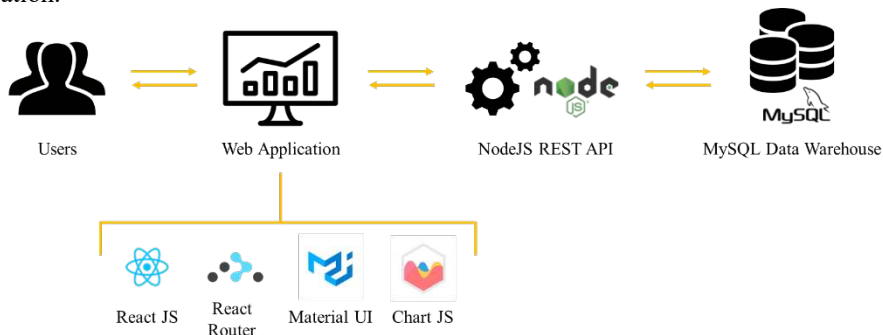 ation.
node
JS
MySQL
Users
Web Application
NodeJS REST API
MySQL Data Warehouse
React JS
React
Router
Material UI
Chart JS